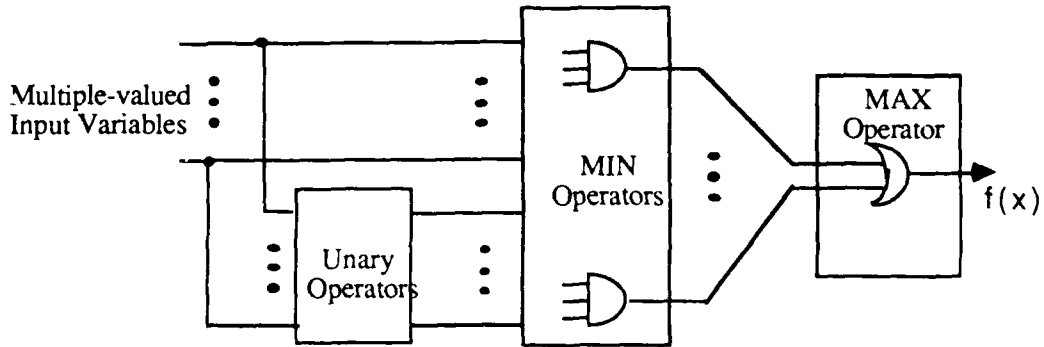 Multiple-valued
Input Variables
Unary
Operators
MIN
Operators
MAX
Operator
f(x)